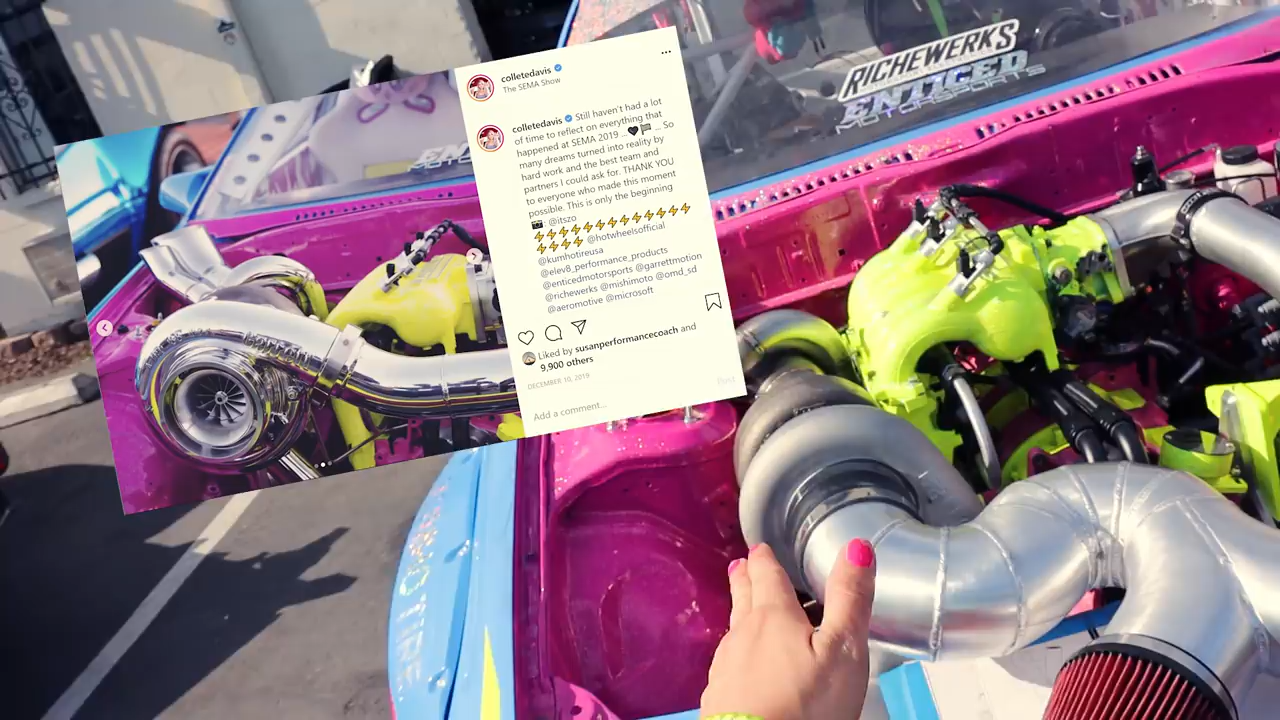 RICHEWERKS
ENTICED
MOTORSPORTS
colletedavis
The SEMA Show
colletedavis Still haven't had a lot
of time to reflect on everything that
happened at SEMA 2019 ...🖤🏁 ... So
many dreams turned into reality by
hard work and the best team and
partners I could ask for. THANK YOU
to everyone who made this moment
possible. This is only the beginning
📷: @itszo
⚡⚡⚡⚡⚡⚡⚡⚡⚡⚡⚡⚡⚡
⚡⚡⚡⚡ @hotwheelsofficial
@kumhotireusa
@elev8_performance_products
@enticedmotorsports @garrettmotion
@richewerks @mishimoto @omd_sd
@aeromotive @microsoft
Liked by susanperformancecoach and
9,900 others
DECEMBER 10, 2019
Add a comment...
Post